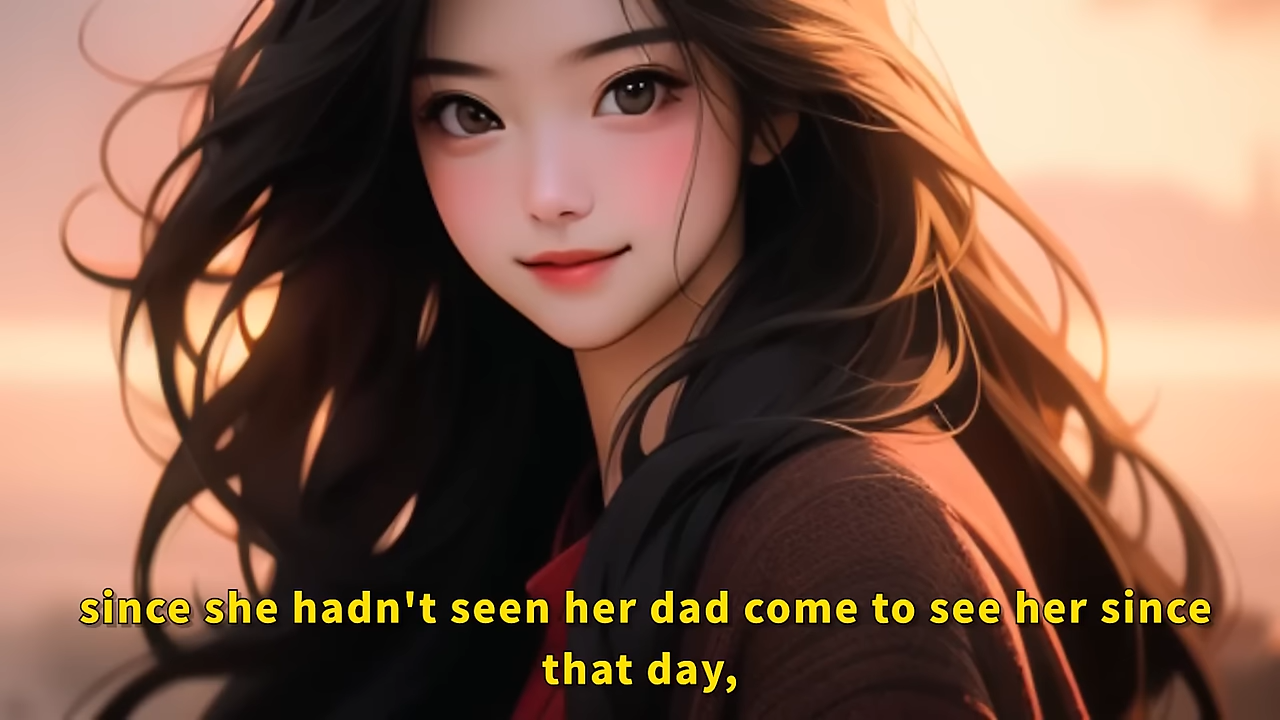 since she hadn't seen her dad come to see her since
that day,